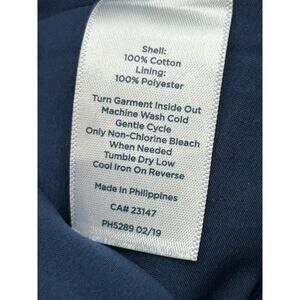 Shell:
100% Cotton
Lining:
100% Polyester
Turn Garment Inside Out
Machine Wash Cold
Gentle Cycle
Only Non-Chlorine Bleach
When Needed
Tumble Dry Low
Cool Iron On Reverse
Made in Philippines
CA# 23147
PH5289 02/19